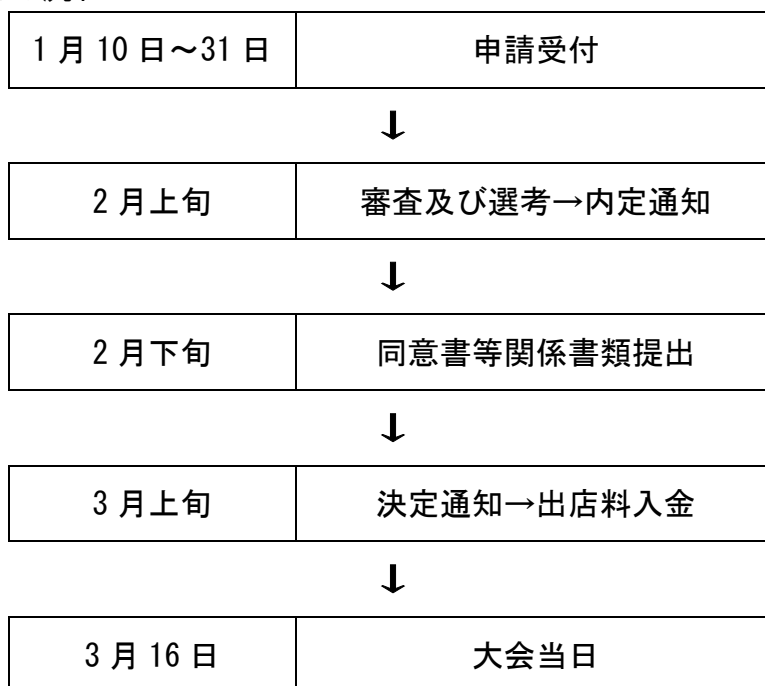 1月10日～31日 申請受付
↓
2月上旬 審査及び選考→内定通知
↓
2月下旬 同意書等関係書類提出
↓
3月上旬 決定通知→出店料入金
↓
3月16日 大会当日